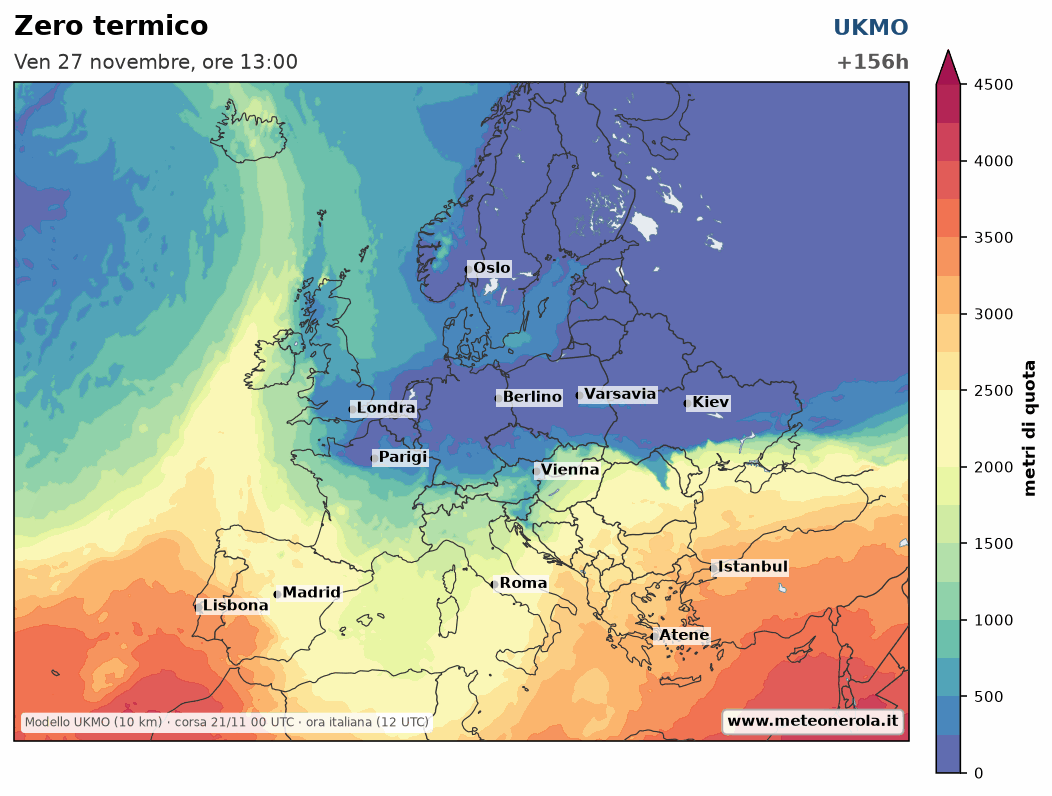 Zero termico
UKMO
Ven 27 novembre, ore 13:00
+156h
4500
4000
3500
3000
2500
2000
1500
1000
500
0
metri di quota
Oslo
Berlino
Varsavia
Kiev
Londra
Parigi
Vienna
Istanbul
Roma
Madrid
Lisbona
Atene
Modello UKMO (10 km) · corsa 21/11 00 UTC · ora italiana (12 UTC)
www.meteonerola.it